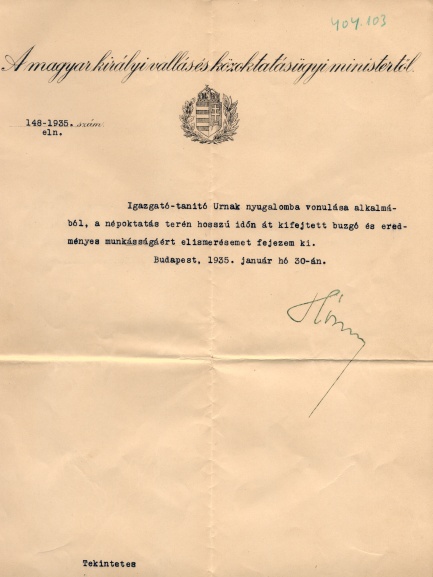 404.103
A magyar királyi vallás és közoktatásügyi ministertől.
148-1935. szám.
eln.
Igazgató-tanitó Urnak nyugalomba vonulása alkalmá-
ból, a népoktatás terén hosszú időn át kifejtett buzgó és ered-
ményes munkásságáért elismerésemet fejezem ki.
Budapest, 1935. január hó 30-án.
Tekintetes